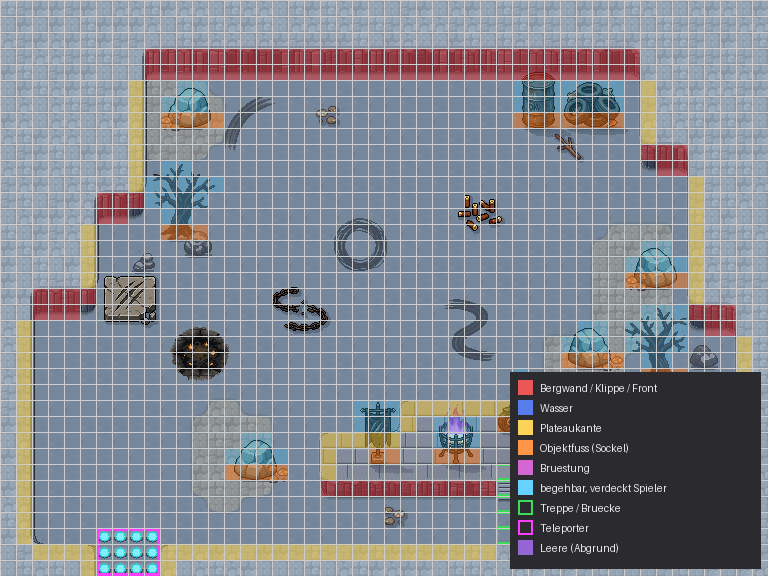 Bergwand / Klippe / Front
Wasser
Plateaukante
Objektfuss (Sockel)
Bruestung
begehbar, verdeckt Spieler
Treppe / Bruecke
Teleporter
Leere (Abgrund)